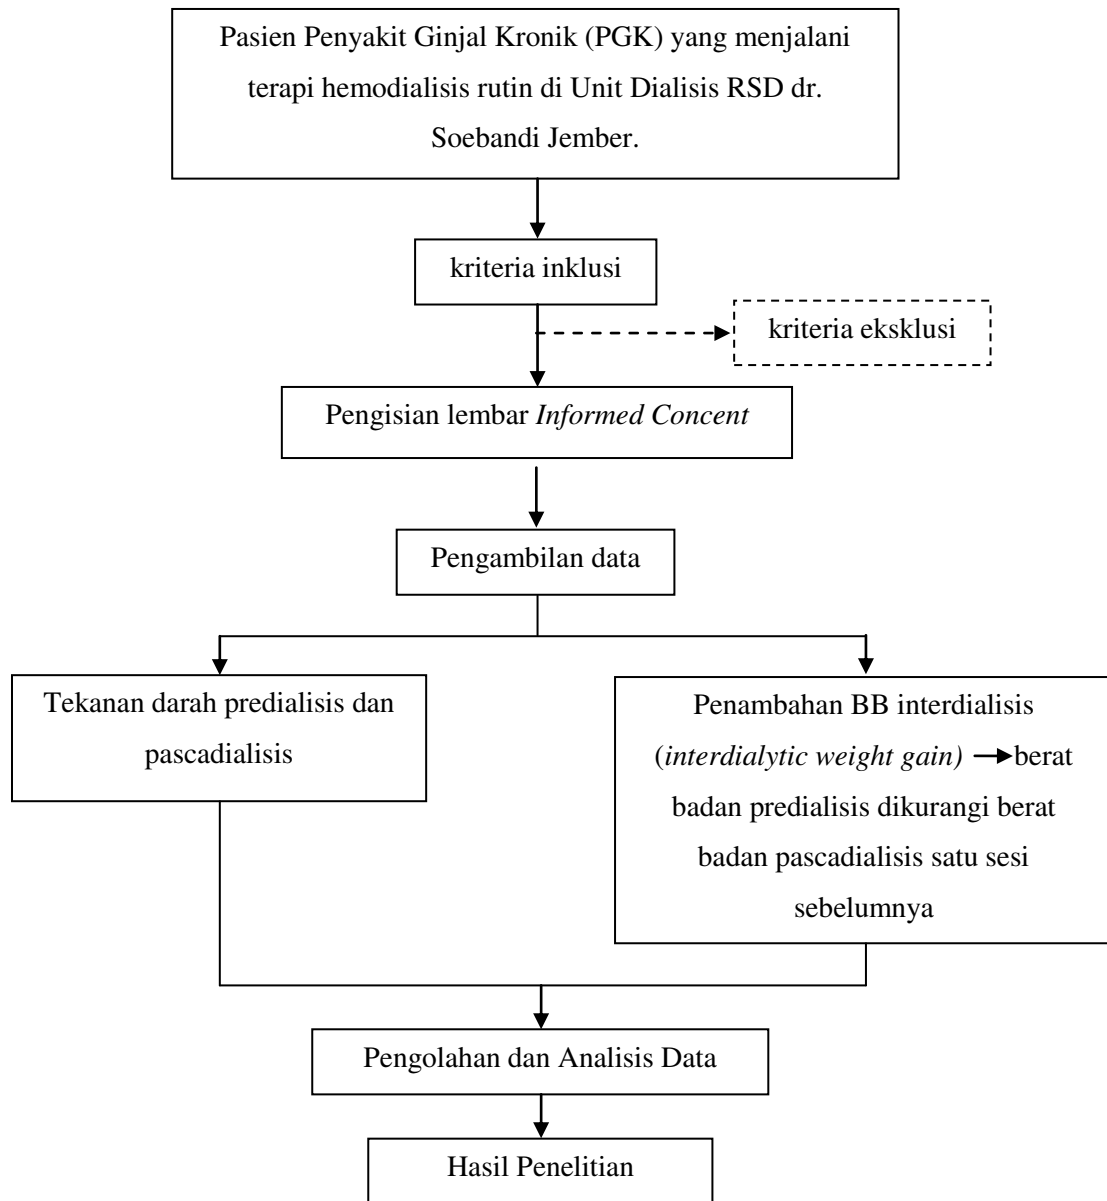 Pasien Penyakit Ginjal Kronik (PGK) yang menjalani
terapi hemodialisis rutin di Unit Dialisis RSD dr.
Soebandi Jember.
kriteria inklusi
kriteria eksklusi
Pengisian lembar Informed Concent
Pengambilan data
Tekanan darah predialisis dan
pascadialisis
Penambahan BB interdialisis
(interdialytic weight gain) → berat
badan predialisis dikurangi berat
badan pascadialisis satu sesi
sebelumnya
Pengolahan dan Analisis Data
Hasil Penelitian